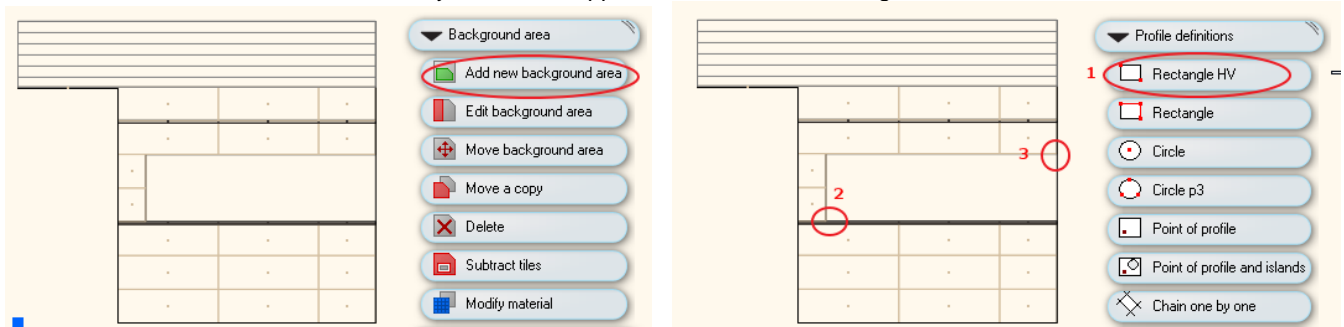 Background area
Add new background area
Edit background area
Move background area
Move a copy
Delete
Subtract tiles
Modify material
Profile definitions
1
Rectangle HV
Rectangle
3
Circle
2
Circle p3
Point of profile
Point of profile and islands
Chain one by one